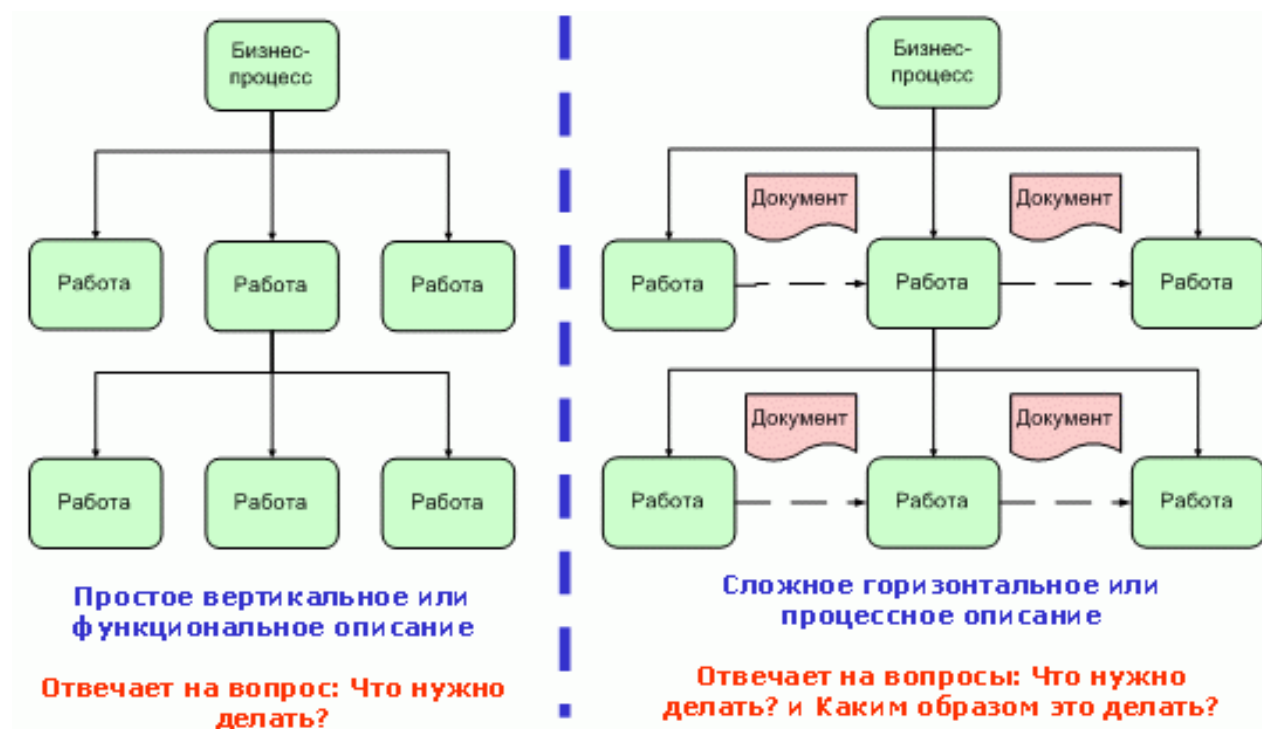 Бизнес-
процесс
Работа
Работа
Работа
Работа
Работа
Работа
Простое вертикальное или
функциональное описание
Отвечает на вопрос: Что нужно
делать?
Бизнес-
процесс
Документ
Документ
Работа
Работа
Работа
Документ
Документ
Работа
Работа
Работа
Сложное горизонтальное или
процессное описание
Отвечает на вопросы: Что нужно
делать? и Каким образом это делать?